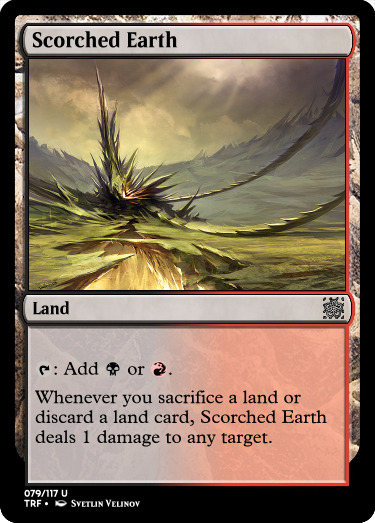 Scorched Earth
Land
: Add or .
Whenever you sacrifice a land or
discard a land card, Scorched Earth
deals 1 damage to any target.
079/117 U
TRF • Svetlin Velinov